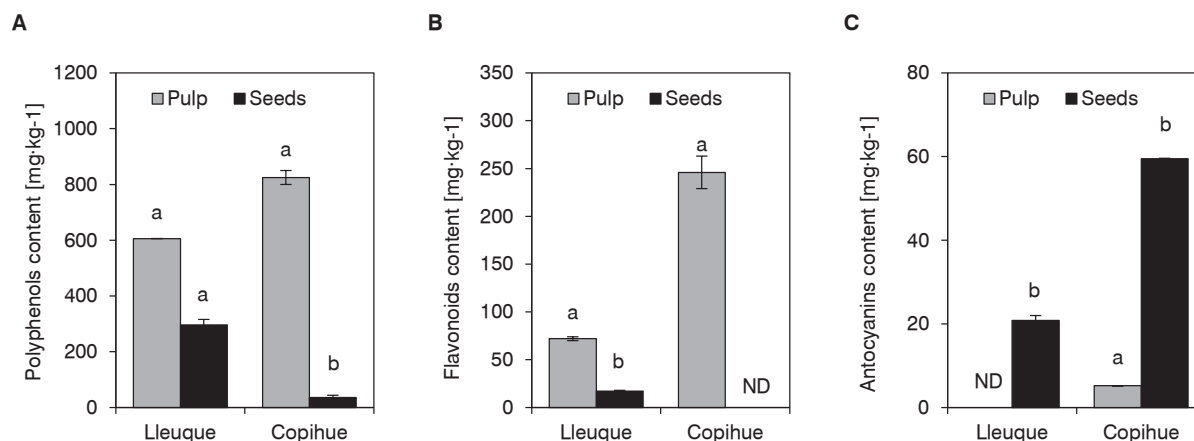 A
Polyphenols content [mg·kg-1]
1200
1000
800
600
400
200
0
Pulp Seeds
a
a
a
b
Lleuque Copihue
B
Flavonoids content [mg·kg-1]
350
300
250
200
150
100
50
0
Pulp Seeds
a
b
a
ND
Lleuque Copihue
C
Antocyanins content [mg·kg-1]
80
60
40
20
0
Pulp Seeds
ND
b
a
b
Lleuque Copihue